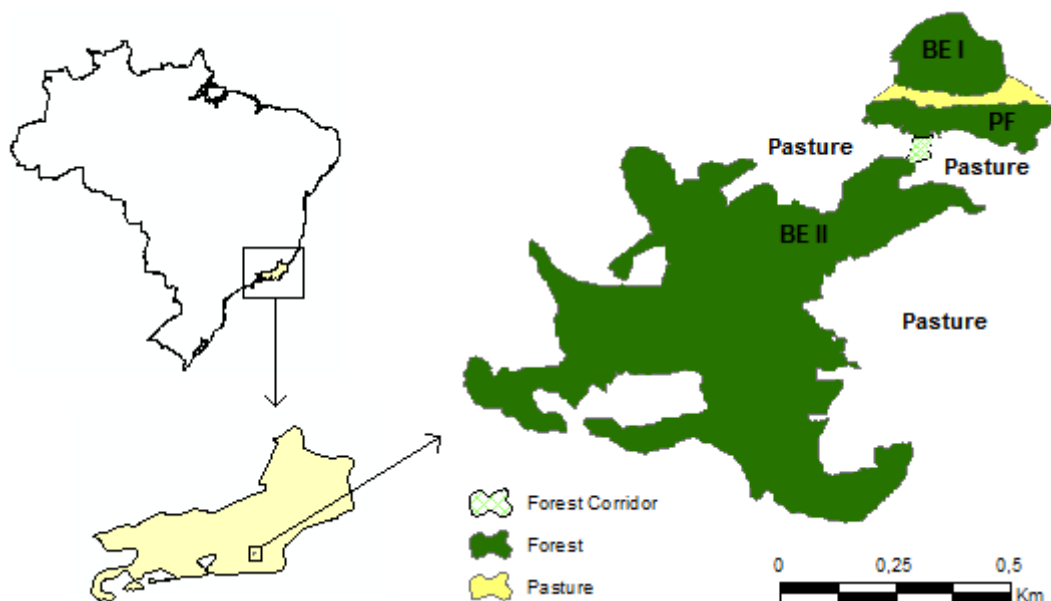 BE I
PF
Pasture
Pasture
BE II
Pasture
Forest Corridor
Forest
Pasture
0 0,25 0,5
Km